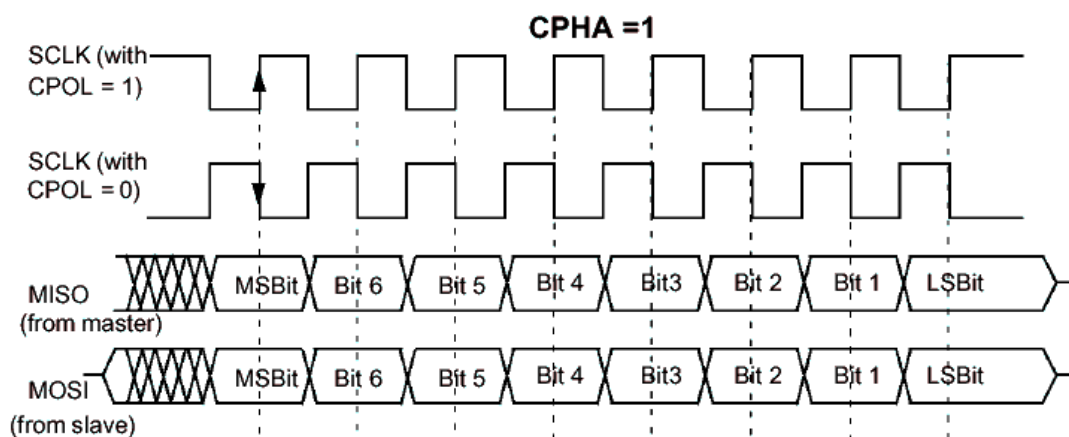 CPHA =1
SCLK (with
CPOL = 1)
SCLK (with
CPOL = 0)
MISO
(from master)
MSBit Bit 6 Bit 5 Bit 4 Bit3 Bit 2 Bit 1 LSBit
MOSI
(from slave)
MSBit Bit 6 Bit 5 Bit 4 Bit3 Bit 2 Bit 1 LSBit